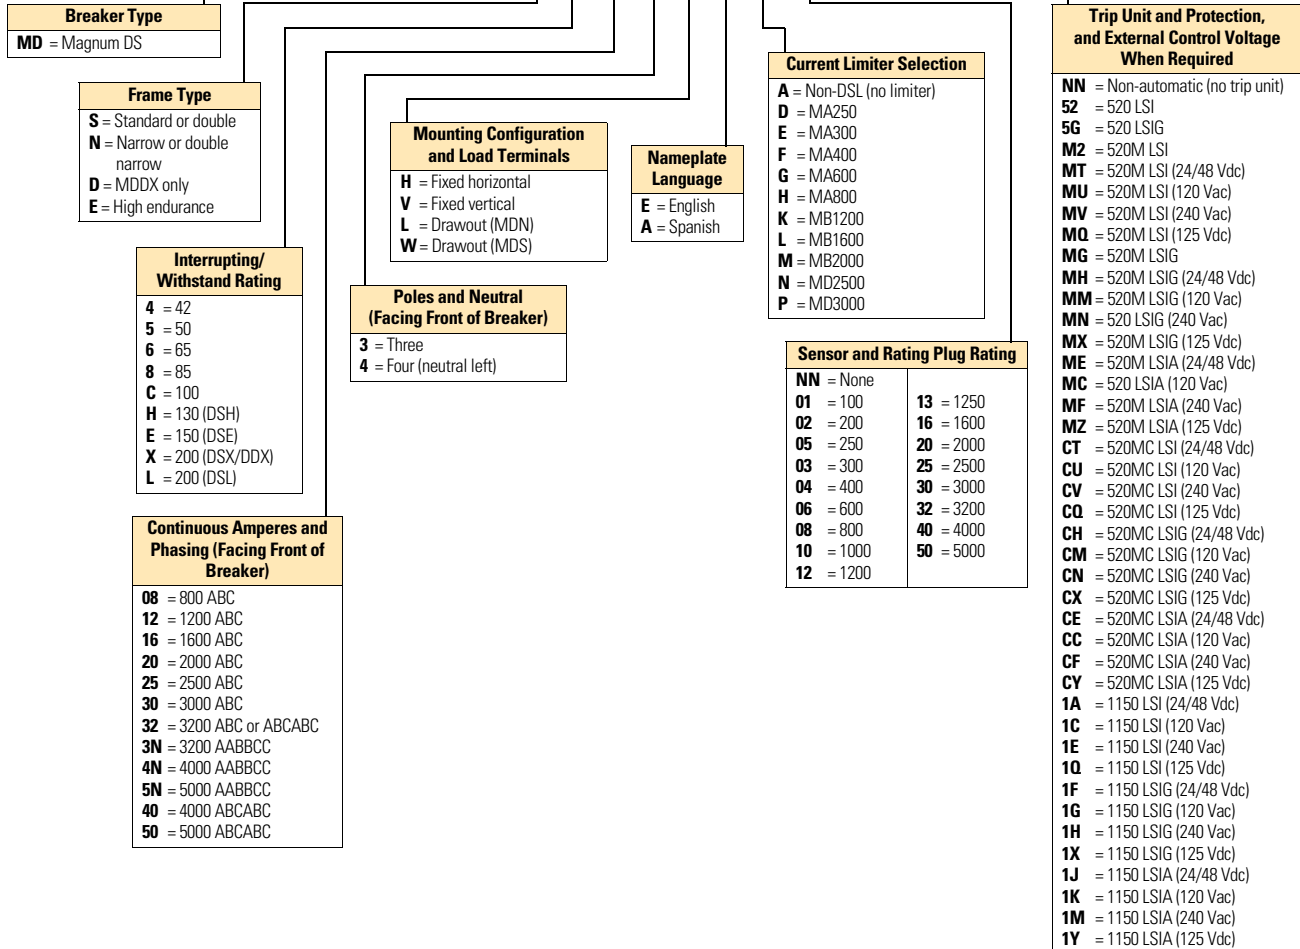 Breaker Type
MD = Magnum DS
Frame Type
S = Standard or double
N = Narrow or double
narrow
D = MDDX only
E = High endurance
Interrupting/
Withstand Rating
4 = 42
5 = 50
6 = 65
8 = 85
C = 100
H = 130 (DSH)
E = 150 (DSE)
X = 200 (DSX/DDX)
L = 200 (DSL)
Continuous Amperes and
Phasing (Facing Front of
Breaker)
08 = 800 ABC
12 = 1200 ABC
16 = 1600 ABC
20 = 2000 ABC
25 = 2500 ABC
30 = 3000 ABC
32 = 3200 ABC or ABCABC
3N = 3200 AABBCC
4N = 4000 AABBCC
5N = 5000 AABBCC
40 = 4000 ABCABC
50 = 5000 ABCABC
Poles and Neutral
(Facing Front of Breaker)
3 = Three
4 = Four (neutral left)
Mounting Configuration
and Load Terminals
H = Fixed horizontal
V = Fixed vertical
L = Drawout (MDN)
W = Drawout (MDS)
Nameplate
Language
E = English
A = Spanish
Current Limiter Selection
A = Non-DSL (no limiter)
D = MA250
E = MA300
F = MA400
G = MA600
H = MA800
K = MB1200
L = MB1600
M = MB2000
N = MD2500
P = MD3000
Sensor and Rating Plug Rating
NN = None
01 = 100
02 = 200
05 = 250
03 = 300
04 = 400
06 = 600
08 = 800
10 = 1000
12 = 1200
13 = 1250
16 = 1600
20 = 2000
25 = 2500
30 = 3000
32 = 3200
40 = 4000
50 = 5000
Trip Unit and Protection,
and External Control Voltage
When Required
NN = Non-automatic (no trip unit)
52 = 520 LSI
5G = 520 LSIG
M2 = 520M LSI
MT = 520M LSI (24/48 Vdc)
MU = 520M LSI (120 Vac)
MV = 520M LSI (240 Vac)
MQ = 520M LSI (125 Vdc)
MG = 520M LSIG
MH = 520M LSIG (24/48 Vdc)
MM = 520M LSIG (120 Vac)
MN = 520 LSIG (240 Vac)
MX = 520M LSIG (125 Vdc)
ME = 520M LSIA (24/48 Vdc)
MC = 520 LSIA (120 Vac)
MF = 520M LSIA (240 Vac)
MZ = 520M LSIA (125 Vdc)
CT = 520MC LSI (24/48 Vdc)
CU = 520MC LSI (120 Vac)
CV = 520MC LSI (240 Vac)
CQ = 520MC LSI (125 Vdc)
CH = 520MC LSIG (24/48 Vdc)
CM = 520MC LSIG (120 Vac)
CN = 520MC LSIG (240 Vac)
CX = 520MC LSIG (125 Vdc)
CE = 520MC LSIA (24/48 Vdc)
CC = 520MC LSIA (120 Vac)
CF = 520MC LSIA (240 Vac)
CY = 520MC LSIA (125 Vdc)
1A = 1150 LSI (24/48 Vdc)
1C = 1150 LSI (120 Vac)
1E = 1150 LSI (240 Vac)
1Q = 1150 LSI (125 Vdc)
1F = 1150 LSIG (24/48 Vdc)
1G = 1150 LSIG (120 Vac)
1H = 1150 LSIG (240 Vac)
1X = 1150 LSIG (125 Vdc)
1J = 1150 LSIA (24/48 Vdc)
1K = 1150 LSIA (120 Vac)
1M = 1150 LSIA (240 Vac)
1Y = 1150 LSIA (125 Vdc)